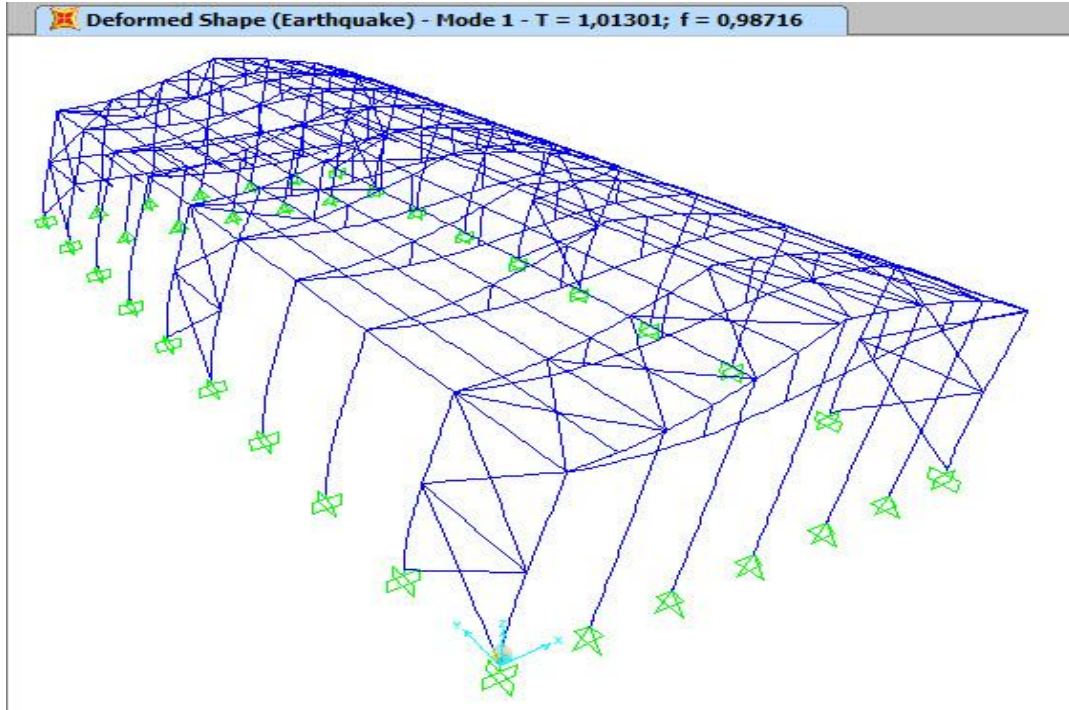 Deformed Shape (Earthquake) - Mode 1 - T = 1,01301; f = 0,98716
Z
Y
X